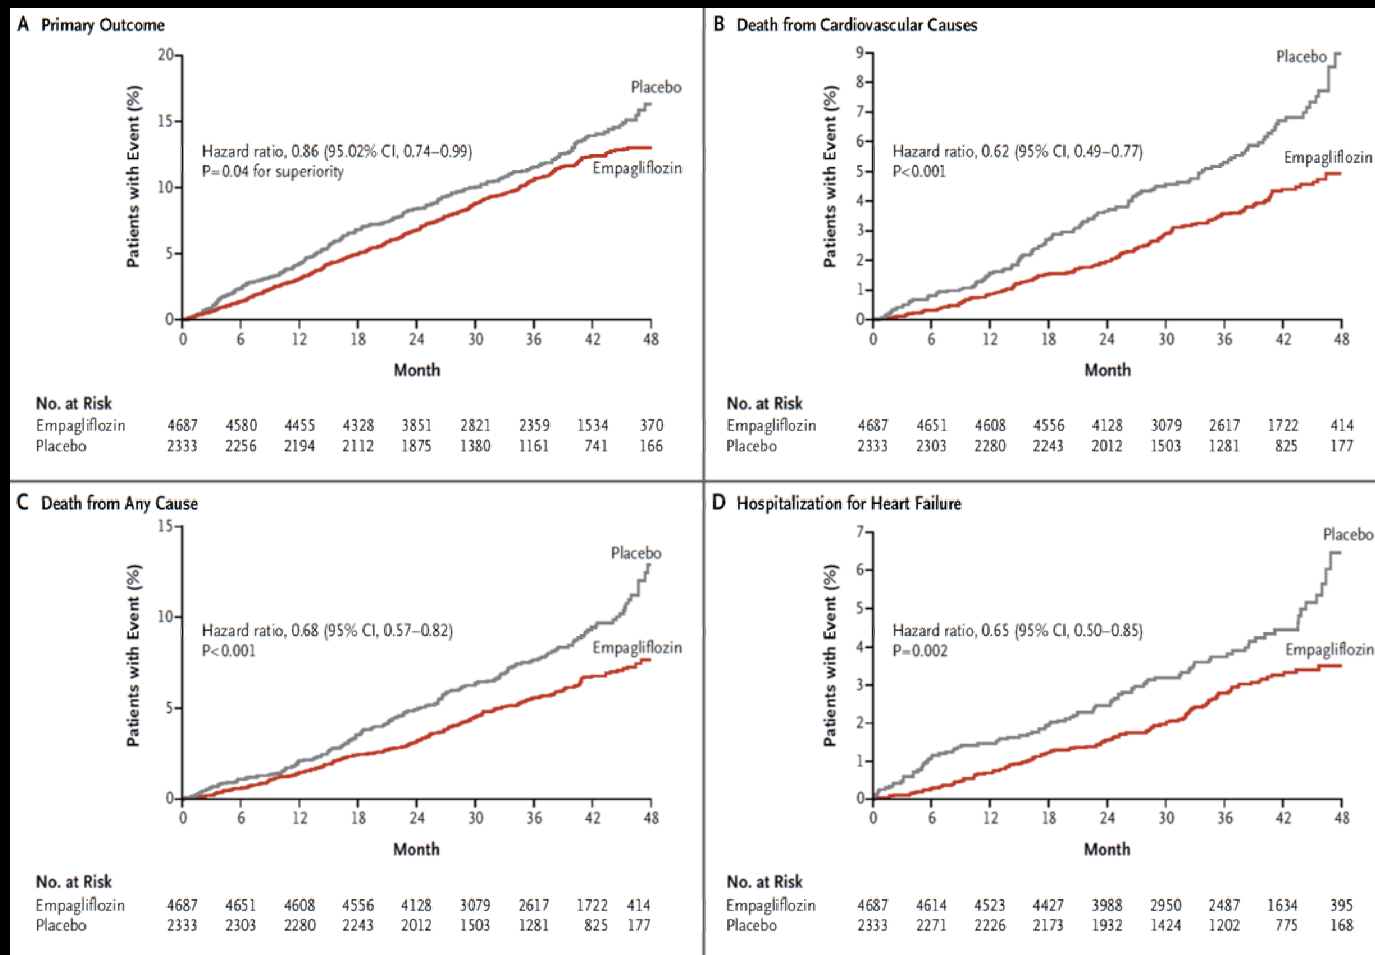 A Primary Outcome
20
15
10
5
0
Patients with Event (%)
Placebo
Hazard ratio, 0.86 (95.02% CI, 0.74–0.99)
P=0.04 for superiority
Empagliflozin
0 6 12 18 24 30 36 42 48
Month
No. at Risk
Empagliflozin 4687 4580 4455 4328 3851 2821 2359 1534 370
Placebo 2333 2256 2194 2112 1875 1380 1161 741 166
B Death from Cardiovascular Causes
9
8
7
6
5
4
3
2
1
0
Patients with Event (%)
Placebo
Hazard ratio, 0.62 (95% CI, 0.49–0.77)
P<0.001
Empagliflozin
0 6 12 18 24 30 36 42 48
Month
No. at Risk
Empagliflozin 4687 4651 4608 4556 4128 3079 2617 1722 414
Placebo 2333 2303 2280 2243 2012 1503 1281 825 177
C Death from Any Cause
15
10
5
0
Patients with Event (%)
Placebo
Hazard ratio, 0.68 (95% CI, 0.57–0.82)
P<0.001
Empagliflozin
0 6 12 18 24 30 36 42 48
Month
No. at Risk
Empagliflozin 4687 4651 4608 4556 4128 3079 2617 1722 414
Placebo 2333 2303 2280 2243 2012 1503 1281 825 177
D Hospitalization for Heart Failure
7
6
5
4
3
2
1
0
Patients with Event (%)
Placebo
Hazard ratio, 0.65 (95% CI, 0.50–0.85)
P=0.002
Empagliflozin
0 6 12 18 24 30 36 42 48
Month
No. at Risk
Empagliflozin 4687 4614 4523 4427 3988 2950 2487 1634 395
Placebo 2333 2271 2226 2173 1932 1424 1202 775 168